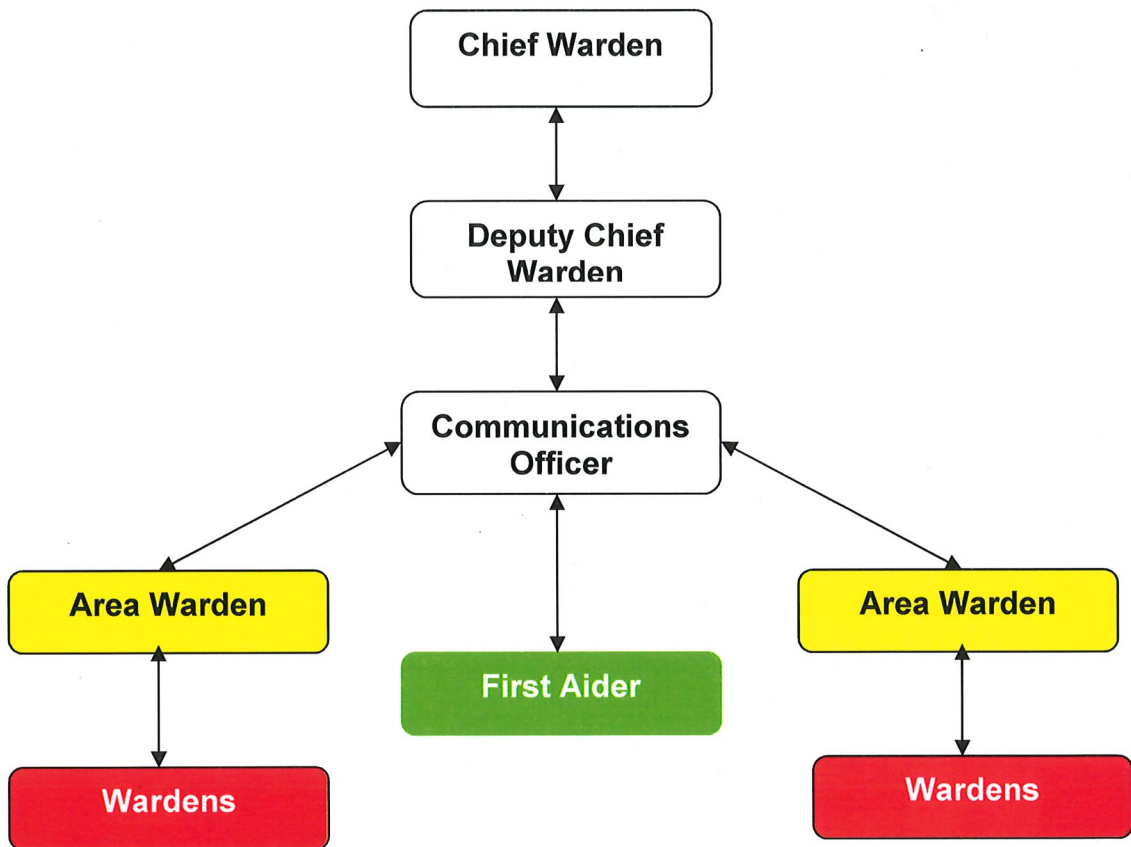 Chief Warden
Deputy Chief
Warden
Communications
Officer
Area Warden
Area Warden
First Aider
Wardens
Wardens